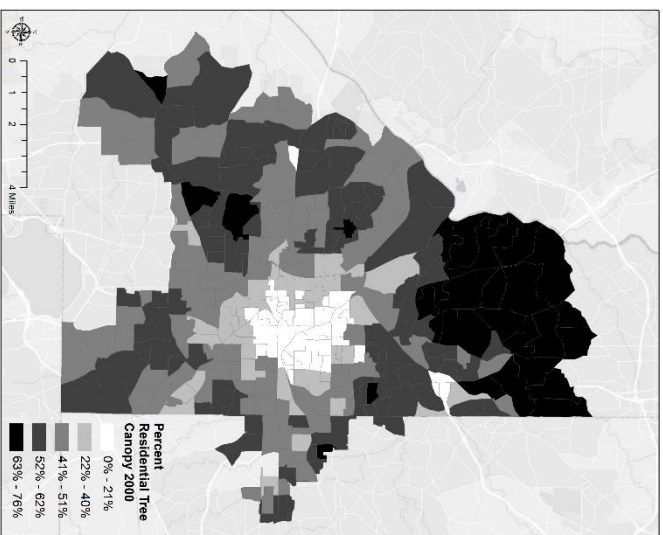 Percent
Residential Tree
Canopy 2000
0% - 21%
22% - 40%
41% - 51%
52% - 62%
63% - 76%
0 1 2 4 Miles